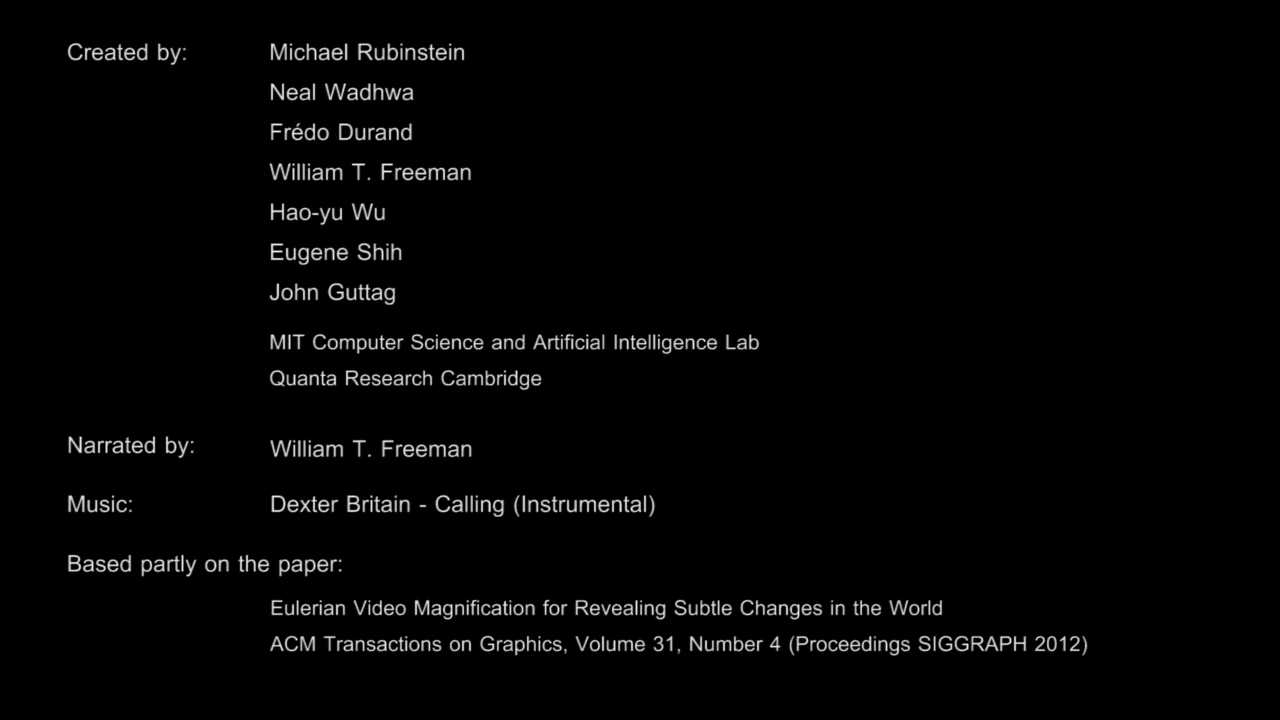 Created by: Michael Rubinstein
Neal Wadhwa
Frédo Durand
William T. Freeman
Hao-yu Wu
Eugene Shih
John Guttag
MIT Computer Science and Artificial Intelligence Lab
Quanta Research Cambridge
Narrated by: William T. Freeman
Music: Dexter Britain - Calling (Instrumental)
Based partly on the paper:
Eulerian Video Magnification for Revealing Subtle Changes in the World
ACM Transactions on Graphics, Volume 31, Number 4 (Proceedings SIGGRAPH 2012)